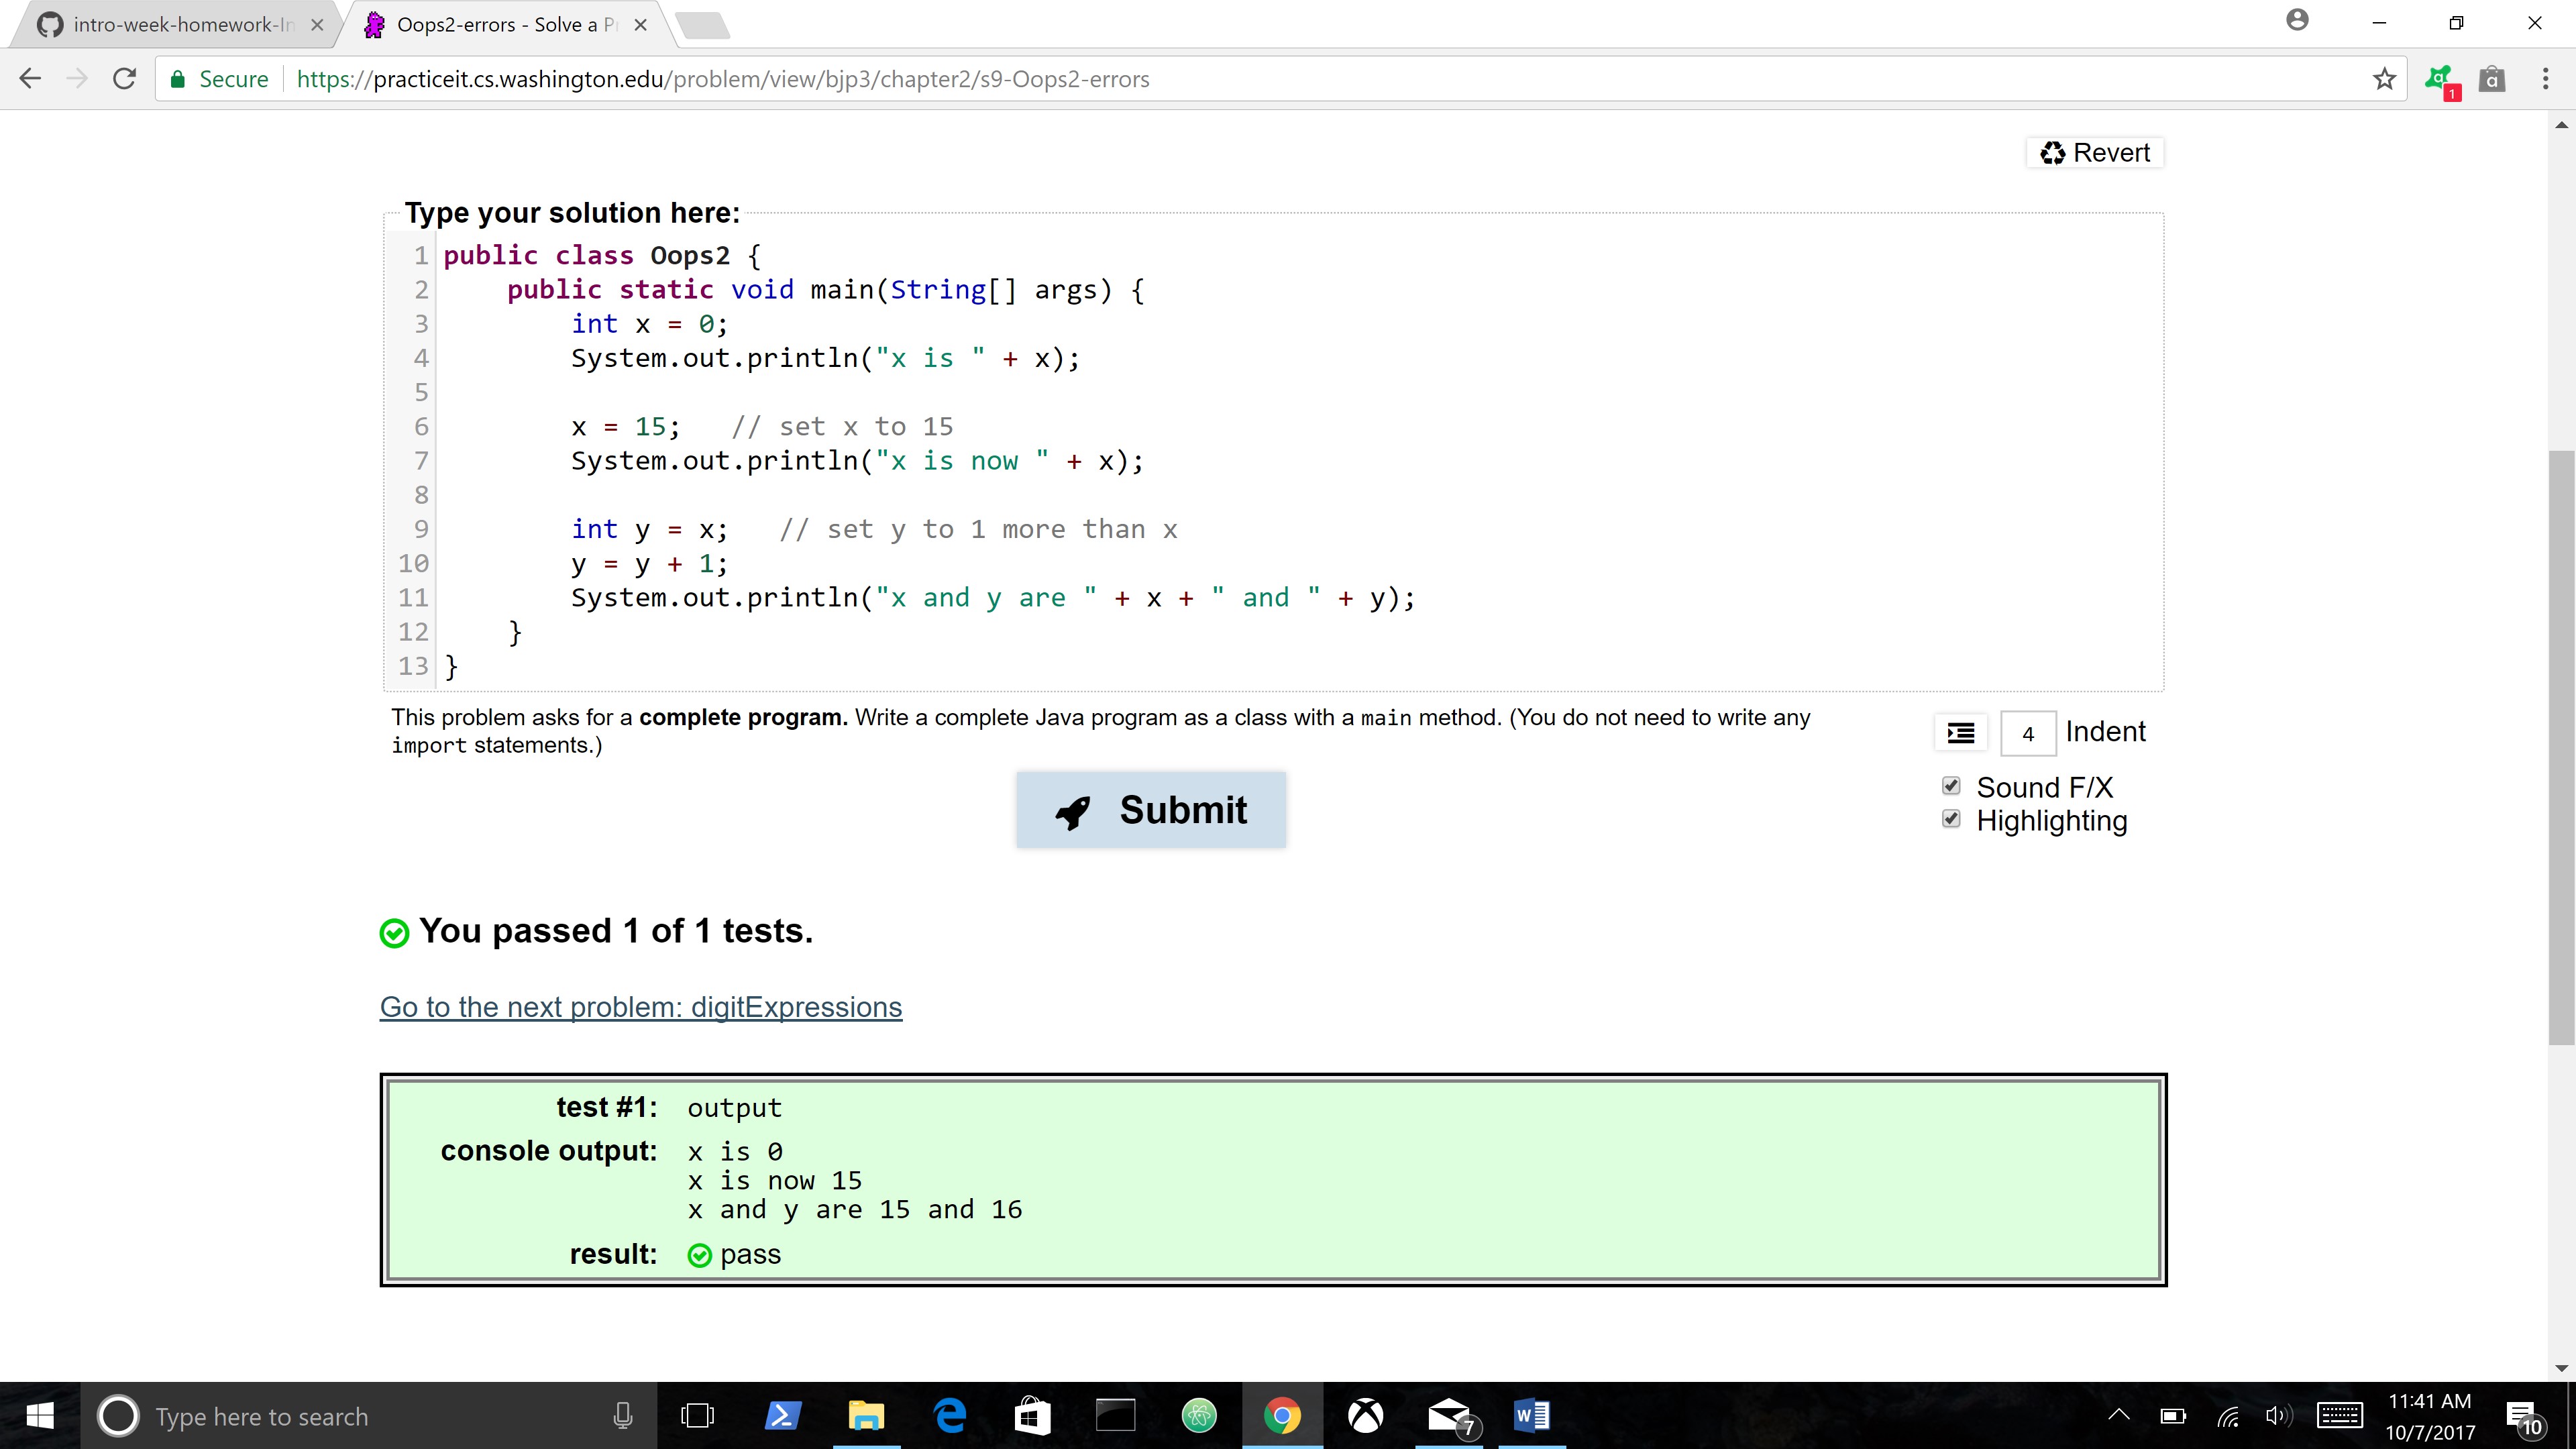 intro-week-homework-In
Oops2-errors - Solve a Pr
Secure
https://practiceit.cs.washington.edu/problem/view/bjp3/chapter2/s9-Oops2-errors
1
Revert
Type your solution here:
1 public class Oops2 {
2     public static void main(String[] args) {
3         int x = 0;
4         System.out.println("x is " + x);
5
6         x = 15;   // set x to 15
7         System.out.println("x is now " + x);
8
9         int y = x;   // set y to 1 more than x
10         y = y + 1;
11         System.out.println("x and y are " + x + " and " + y);
12     }
13 }
This problem asks for a complete program. Write a complete Java program as a class with a main method. (You do not need to write any
import statements.)
4 Indent
Sound F/X
Highlighting
Submit
You passed 1 of 1 tests.
Go to the next problem: digitExpressions
test #1: output
console output: x is 0
x is now 15
x and y are 15 and 16
result: pass
Type here to search
7
11:41 AM
10/7/2017
10